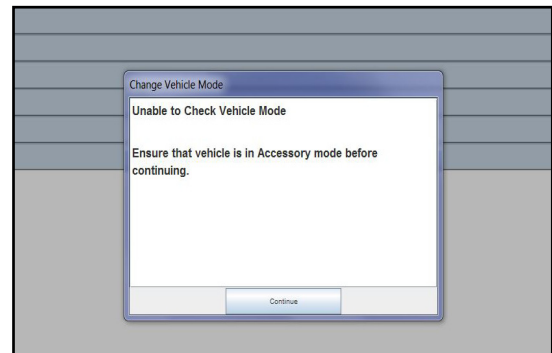 Change Vehicle Mode
Unable to Check Vehicle Mode
Ensure that vehicle is in Accessory mode before
continuing.
Continue